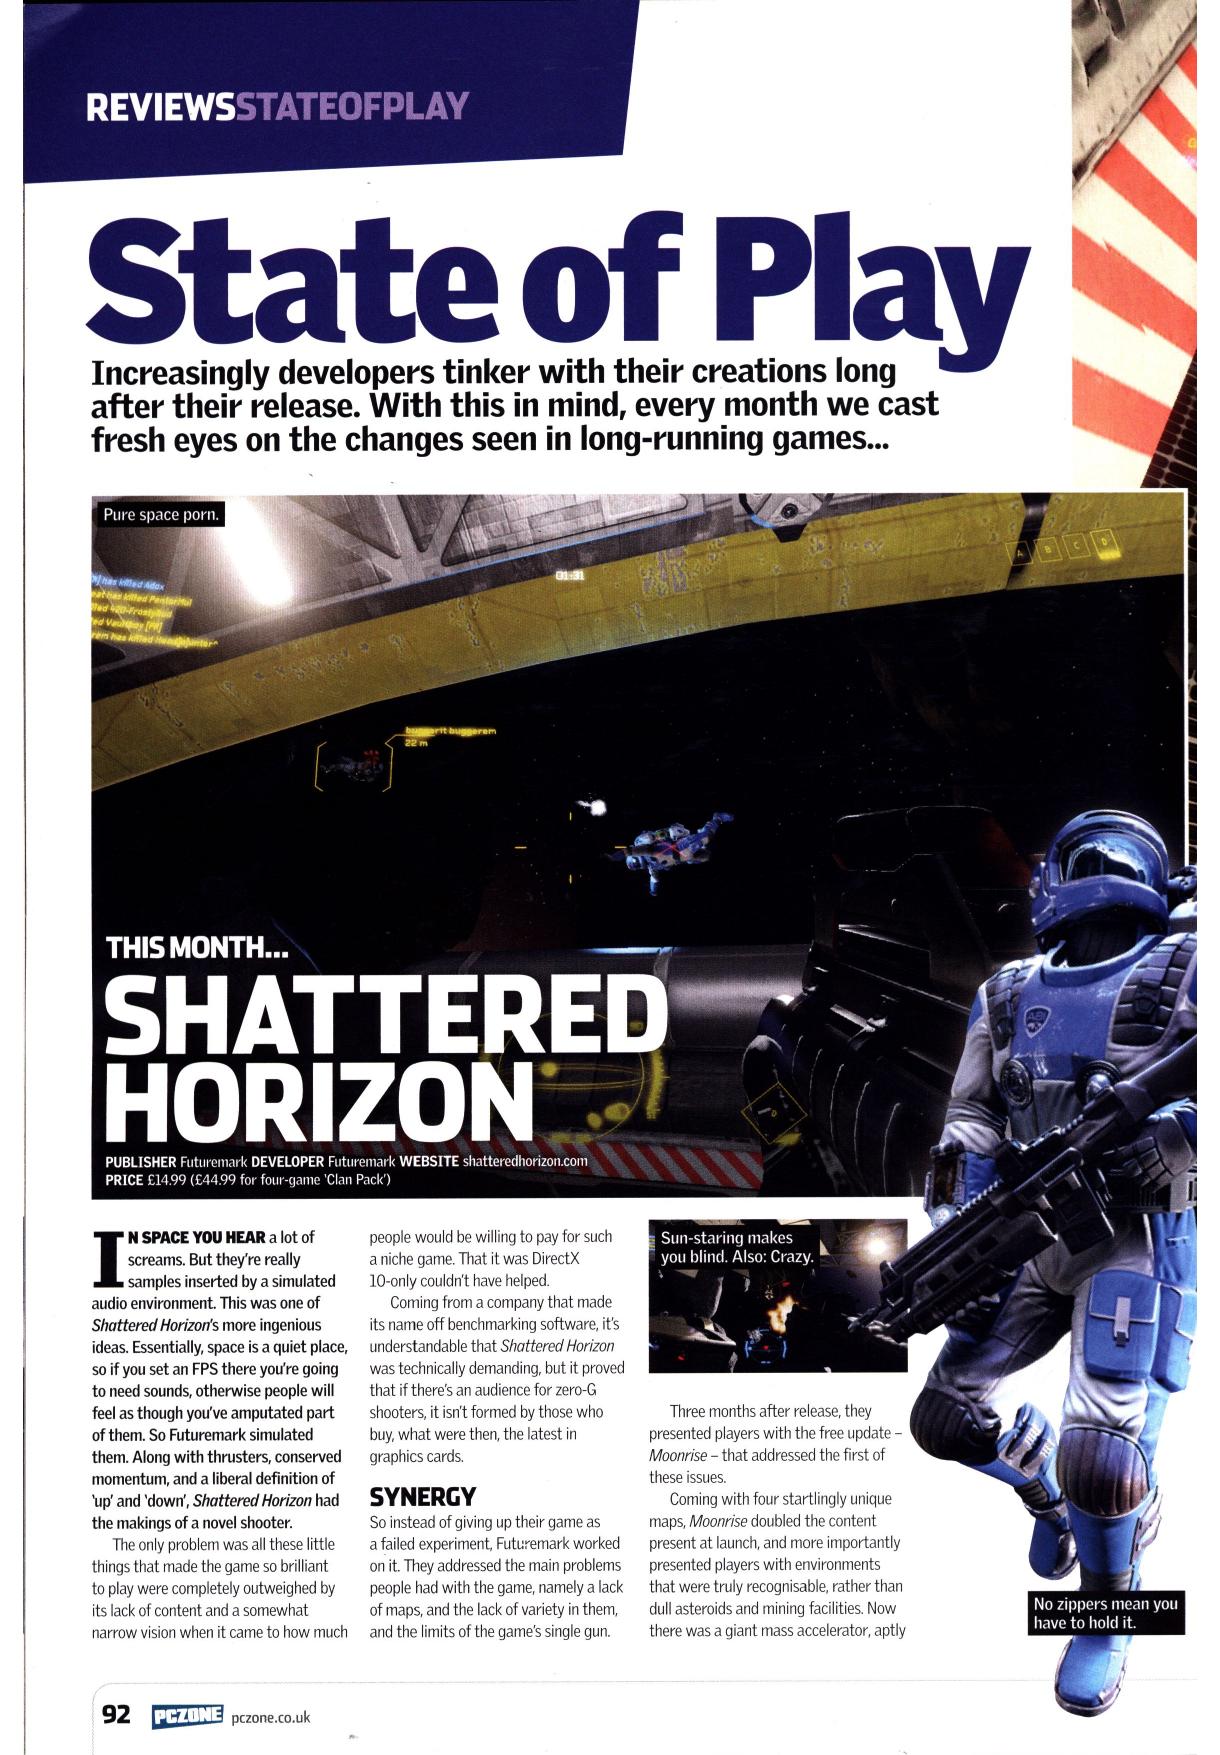 REVIEWSSTATEOFPLAY
State of Play
Increasingly developers tinker with their creations long
after their release. With this in mind, every month we cast
fresh eyes on the changes seen in long-running games...
Pure space porn.
has killed Adox
has killed
01:31
A B C D
buggerit buggerem
22 m
THIS MONTH...
SHATTERED
HORIZON
PUBLISHER Futuremark DEVELOPER Futuremark WEBSITE shatteredhorizon.com
PRICE £14.99 (£44.99 for four-game 'Clan Pack')
IN SPACE YOU HEAR a lot of
screams. But they're really
samples inserted by a simulated
audio environment. This was one of
Shattered Horizon's more ingenious
ideas. Essentially, space is a quiet place,
so if you set an FPS there you're going
to need sounds, otherwise people will
feel as though you've amputated part
of them. So Futuremark simulated
them. Along with thrusters, conserved
momentum, and a liberal definition of
'up' and 'down', Shattered Horizon had
the makings of a novel shooter.
The only problem was all these little
things that made the game so brilliant
to play were completely outweighed by
its lack of content and a somewhat
narrow vision when it came to how much
people would be willing to pay for such
a niche game. That it was DirectX
10-only couldn't have helped.
Coming from a company that made
its name off benchmarking software, it's
understandable that Shattered Horizon
was technically demanding, but it proved
that if there's an audience for zero-G
shooters, it isn't formed by those who
buy, what were then, the latest in
graphics cards.
SYNERGY
So instead of giving up their game as
a failed experiment, Futuremark worked
on it. They addressed the main problems
people had with the game, namely a lack
of maps, and the lack of variety in them,
and the limits of the game's single gun.
Sun-staring makes
you blind. Also: Crazy.
Three months after release, they
presented players with the free update –
Moonrise – that addressed the first of
these issues.
Coming with four startlingly unique
maps, Moonrise doubled the content
present at launch, and more importantly
presented players with environments
that were truly recognisable, rather than
dull asteroids and mining facilities. Now
there was a giant mass accelerator, aptly
No zippers mean you
have to hold it.
92 PCZONE pczone.co.uk